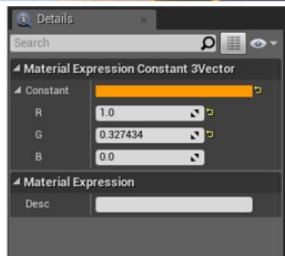 Details
Search
Material Expression Constant 3Vector
Constant
R 1.0
G 0.327434
B 0.0
Material Expression
Desc